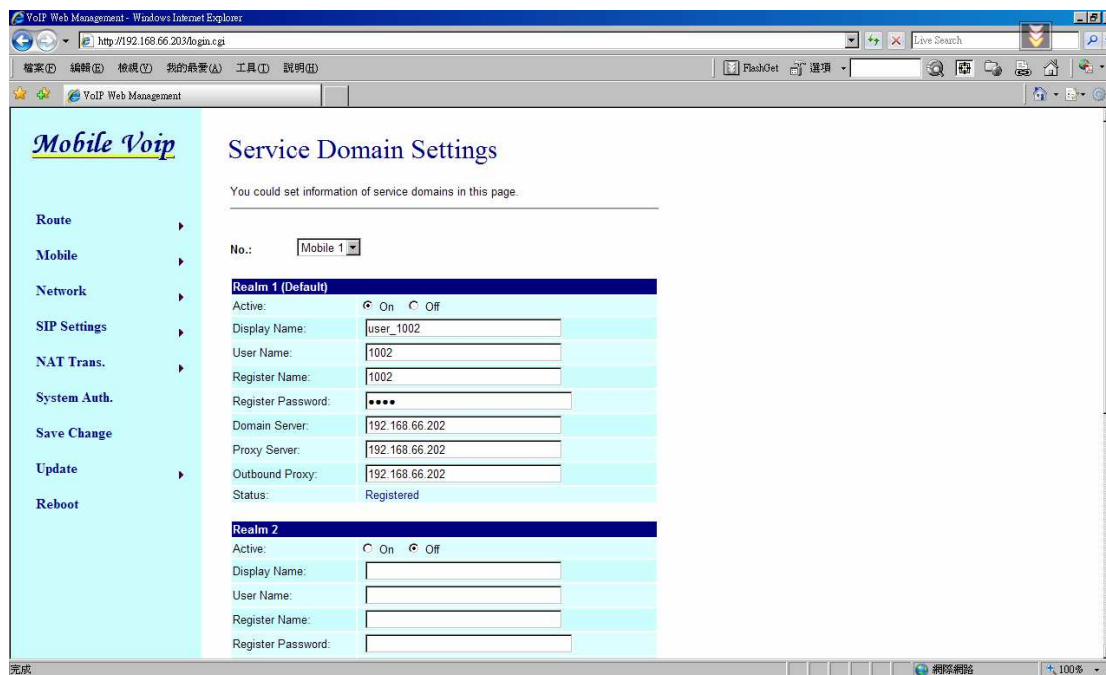 VoIP Web Management - Windows Internet Explorer
http://192.168.66.203/login.cgi
Live Search
檔案(F) 編輯(E) 檢視(V) 我的最愛(A) 工具(T) 說明(H)
FlashGet 選項
VoIP Web Management
Mobile Voip
Route
Mobile
Network
SIP Settings
NAT Trans.
System Auth.
Save Change
Update
Reboot
Service Domain Settings
You could set information of service domains in this page.
No.: Mobile 1
Realm 1 (Default)
Active: On Off
Display Name: user_1002
User Name: 1002
Register Name: 1002
Register Password: ●●●●
Domain Server: 192.168.66.202
Proxy Server: 192.168.66.202
Outbound Proxy: 192.168.66.202
Status: Registered
Realm 2
Active: On Off
Display Name:
User Name:
Register Name:
Register Password:
完成 網際網路 100%